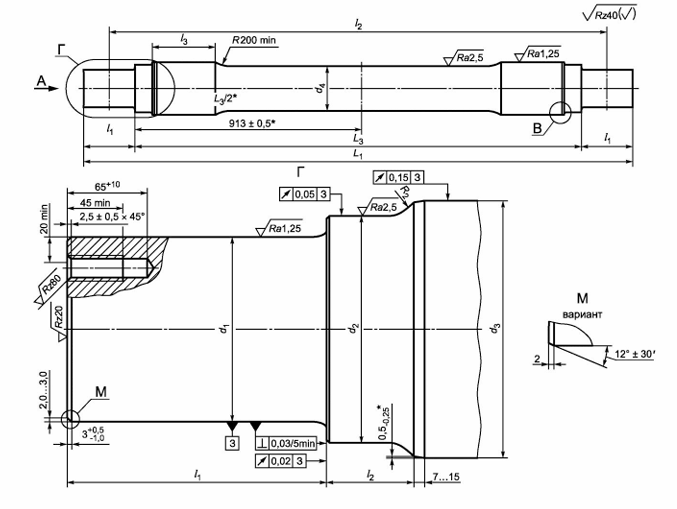 l₂
Rz40(√)
Г
l₃
R200 min
Ra2,5
Ra1,25
А
d₄
L₃/2*
913 ± 0,5*
В
l₁
L₃
l₁
L₁
Г
65⁺¹⁰
45 min
2,5 ± 0,5 × 45°
20 min
0,05 3
0,15 3
Ra1,25
Ra2,5
Rz80
Rz20
d₁
d₂
d₃
М
вариант
2
12° ± 30′
2,0...3,0
М
3 +0,5 -1,0
3
⊥ 0,03/5min
0,02 3
0,5-0,25*
l₁
l₂
7...15